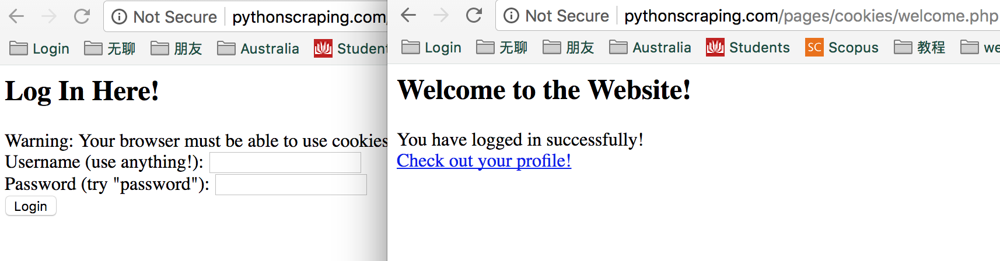 Not Secure pythonscraping.com
Login 无聊 朋友 Australia Student
Log In Here!
Warning: Your browser must be able to use cookies
Username (use anything!):
Password (try "password"):
Login
Not Secure pythonscraping.com/pages/cookies/welcome.php
Login 无聊 朋友 Australia Students SC Scopus 教程 we
Welcome to the Website!
You have logged in successfully!
Check out your profile!